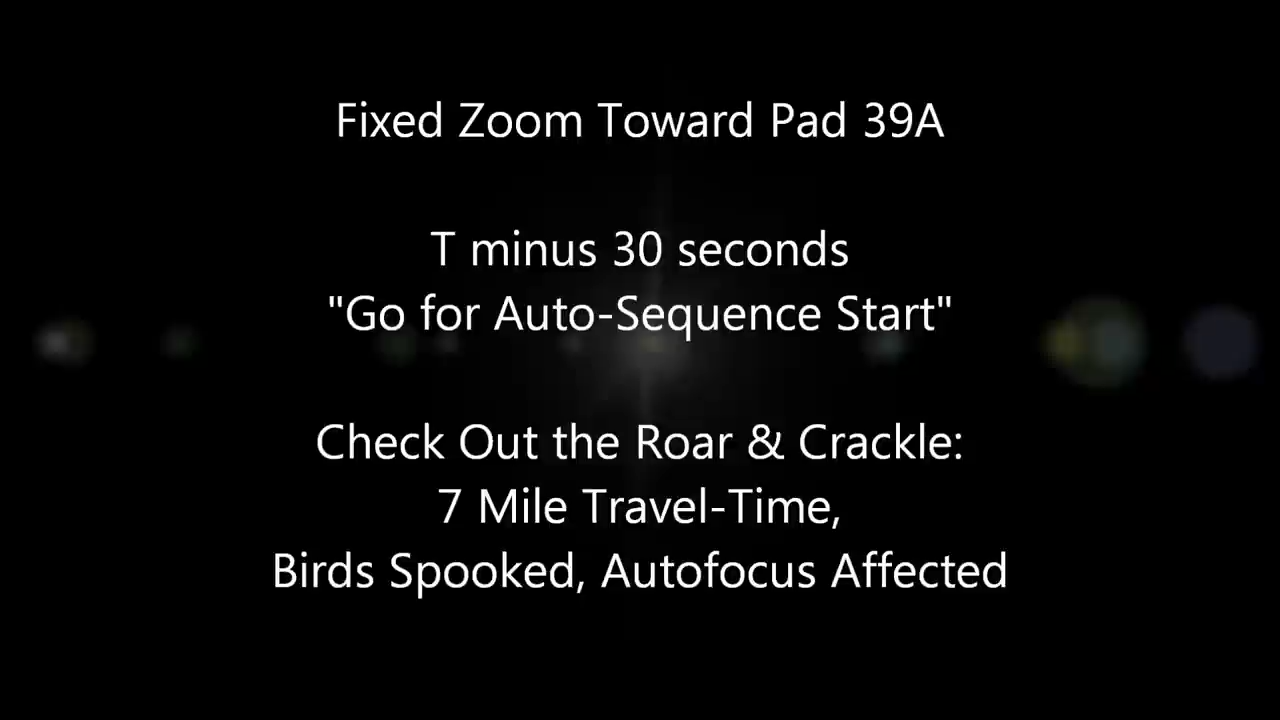 Fixed Zoom Toward Pad 39A
T minus 30 seconds
"Go for Auto-Sequence Start"
Check Out the Roar & Crackle:
7 Mile Travel-Time,
Birds Spooked, Autofocus Affected